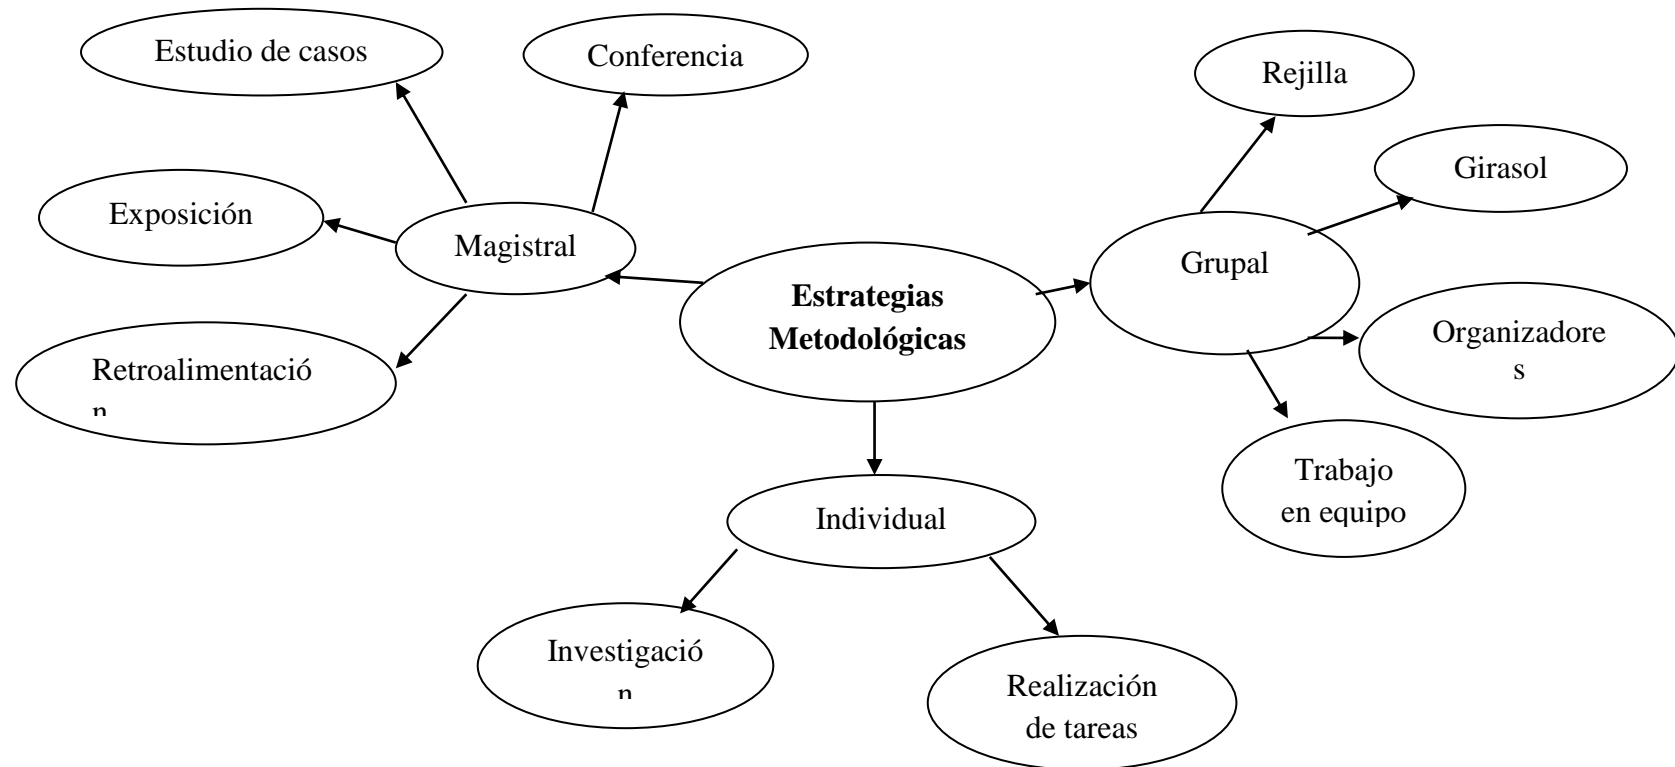 Estudio de casos
Conferencia
Rejilla
Girasol
Exposición
Magistral
Grupal
Estrategias
Metodológicas
Organizadore
s
Retroalimentació
n
Trabajo
en equipo
Individual
Investigació
n
Realización
de tareas